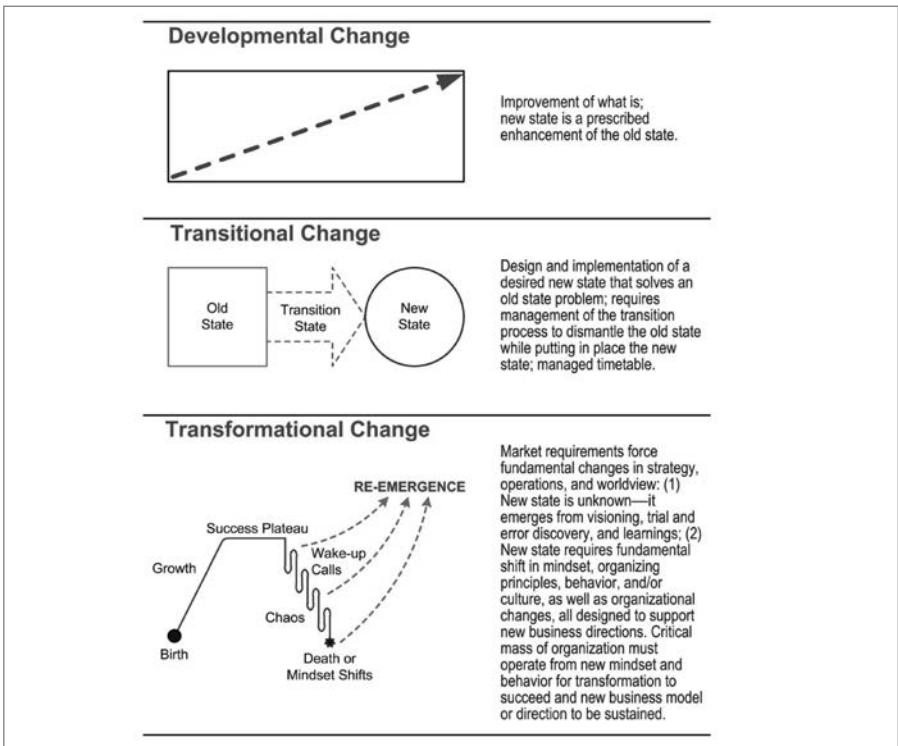 Developmental Change
Improvement of what is;
new state is a prescribed
enhancement of the old state.
Transitional Change
Old
State
Transition
State
New
State
Design and implementation of a
desired new state that solves an
old state problem; requires
management of the transition
process to dismantle the old state
while putting in place the new
state; managed timetable.
Transformational Change
RE-EMERGENCE
Success Plateau
Growth
Wake-up
Calls
Chaos
Birth
Death or
Mindset Shifts
Market requirements force
fundamental changes in strategy,
operations, and worldview: (1)
New state is unknown—it
emerges from visioning, trial and
error discovery, and learnings; (2)
New state requires fundamental
shift in mindset, organizing
principles, behavior, and/or
culture, as well as organizational
changes, all designed to support
new business directions. Critical
mass of organization must
operate from new mindset and
behavior for transformation to
succeed and new business model
or direction to be sustained.